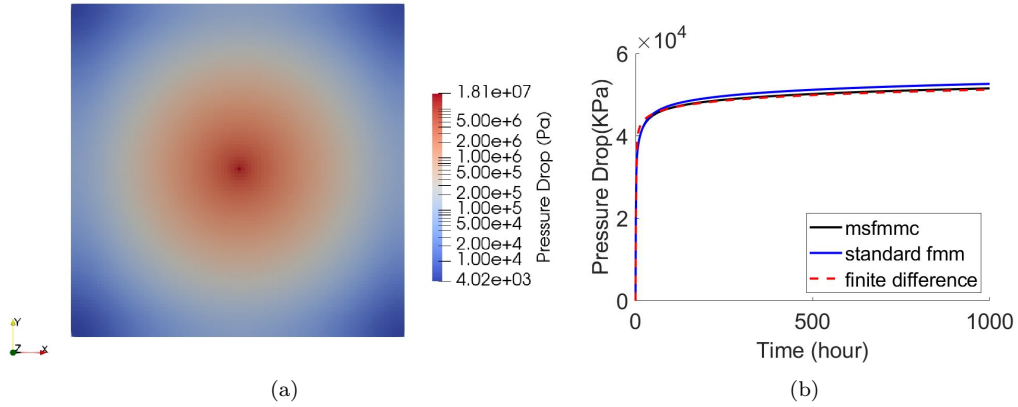 1.81e+07
5.00e+6
2.00e+6
1.00e+6
5.00e+5
2.00e+5
1.00e+5
5.00e+4
2.00e+4
1.00e+4
4.02e+03
Pressure Drop (Pa)
Y
Z
X
(a)
×10⁴
6
4
2
0
Pressure Drop(KPa)
msfmmc
standard fmm
finite difference
0 500 1000
Time (hour)
(b)